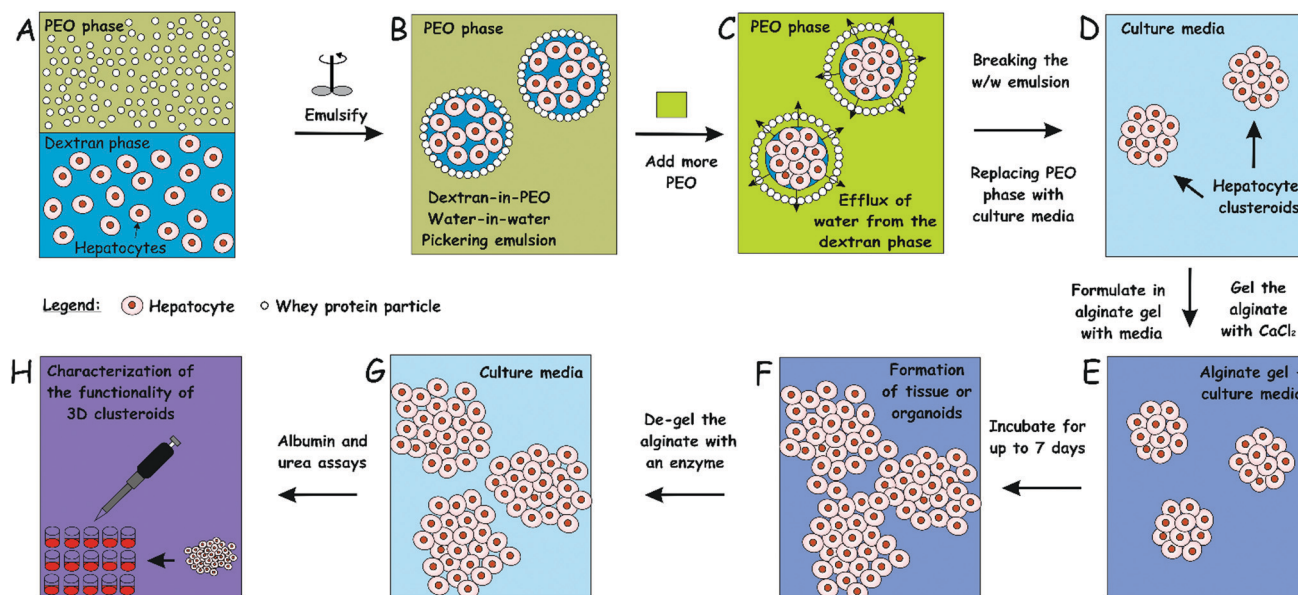 A
PEO phase
Dextran phase
Hepatocytes
Emulsify
B
PEO phase
Dextran-in-PEO
Water-in-water
Pickering emulsion
Add more
PEO
C
PEO phase
Efflux of
water from the
dextran phase
Breaking the
w/w emulsion
Replacing PEO
phase with
culture media
D
Culture media
Hepatocyte
clusteroids
Legend:
Hepatocyte
Whey protein particle
Formulate in
alginate gel
with media
Gel the
alginate
with CaCl₂
E
Alginate gel
culture media
Incubate for
up to 7 days
F
Formation
of tissue or
organoids
De-gel the
alginate with
an enzyme
G
Culture media
Albumin and
urea assays
H
Characterization of
the functionality of
3D clusteroids